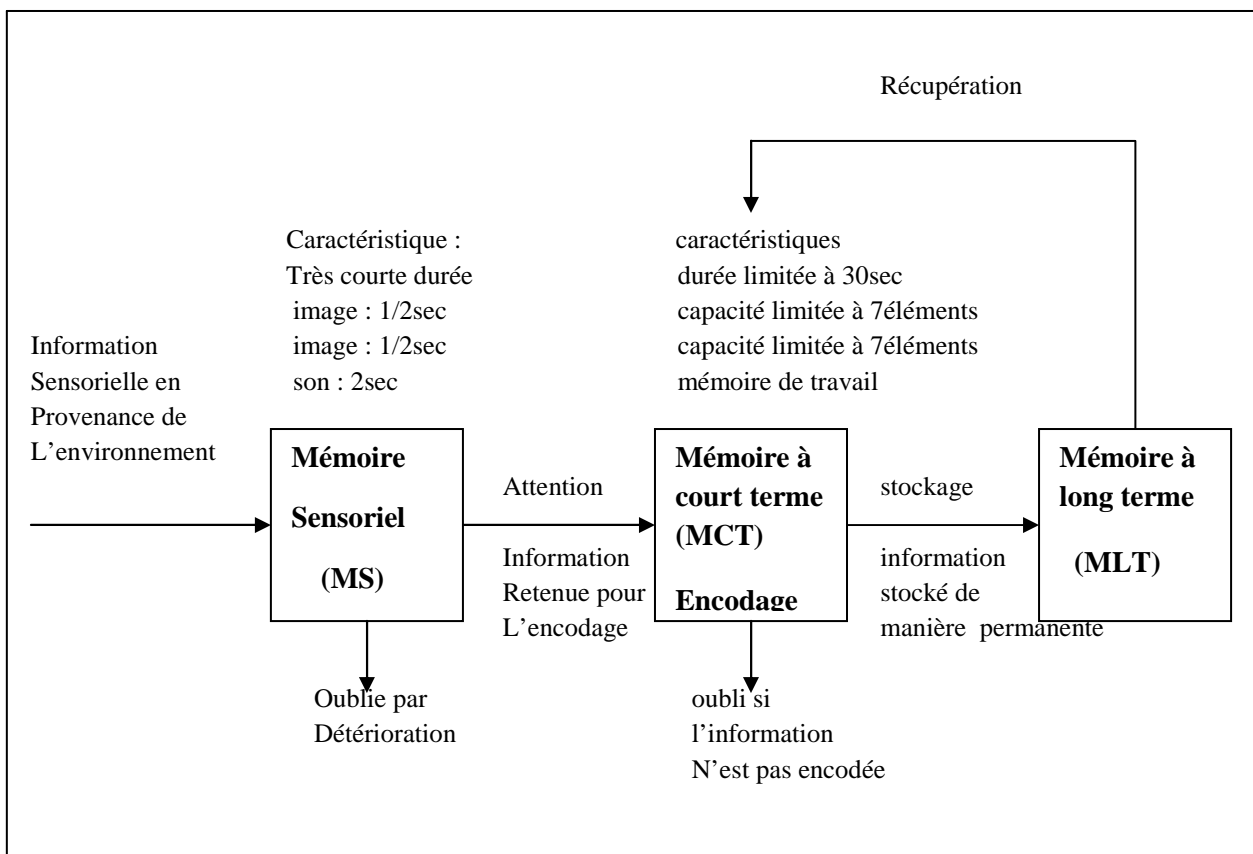 Récupération
Caractéristique :
Très courte durée
image : 1/2sec
image : 1/2sec
son : 2sec
caractéristiques
durée limitée à 30sec
capacité limitée à 7éléments
capacité limitée à 7éléments
mémoire de travail
Information
Sensorielle en
Provenance de
L’environnement
Mémoire
Sensoriel
(MS)
Attention
Information
Retenue pour
L’encodage
Mémoire à
court terme
(MCT)
Encodage
stockage
information
stocké de
manière permanente
Mémoire à
long terme
(MLT)
Oublie par
Détérioration
oubli si
l’information
N’est pas encodée